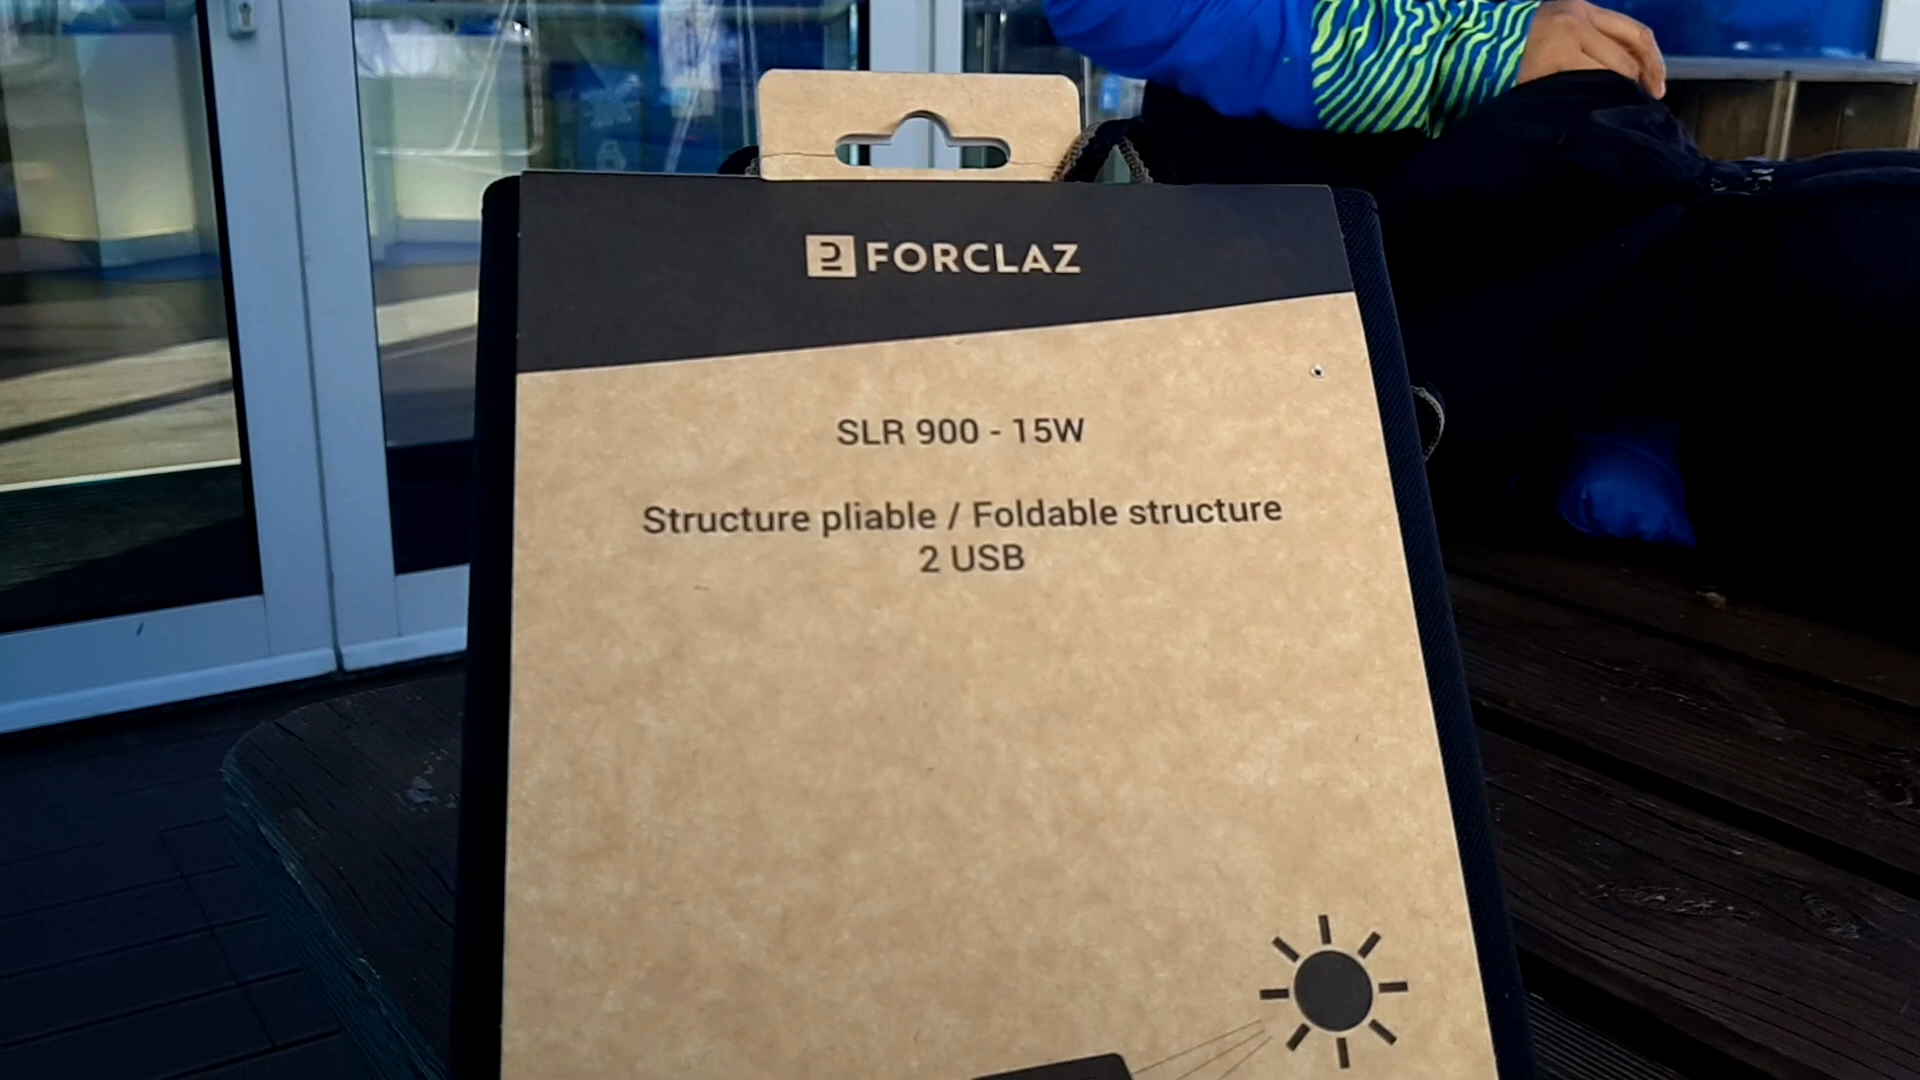 FORCLAZ
SLR 900 - 15W
Structure pliable / Foldable structure
2 USB